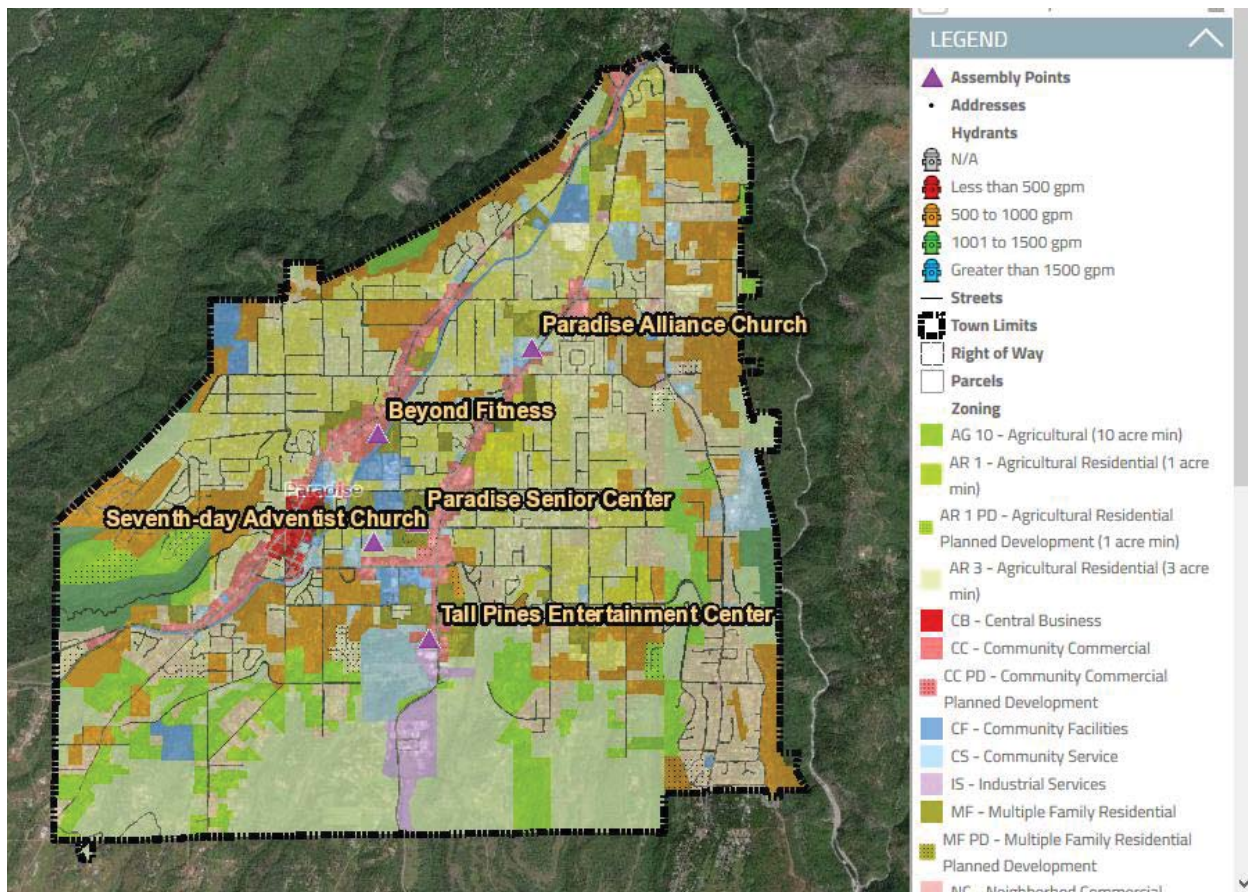 LEGEND
Assembly Points
Addresses
Hydrants
N/A
Less than 500 gpm
500 to 1000 gpm
1001 to 1500 gpm
Greater than 1500 gpm
Streets
Town Limits
Right of Way
Parcels
Zoning
AG 10 - Agricultural (10 acre min)
AR 1 - Agricultural Residential (1 acre
min)
AR 1 PD - Agricultural Residential
Planned Development (1 acre min)
AR 3 - Agricultural Residential (3 acre
min)
CB - Central Business
CC - Community Commercial
CC PD - Community Commercial
Planned Development
CF - Community Facilities
CS - Community Service
IS - Industrial Services
MF - Multiple Family Residential
MF PD - Multiple Family Residential
Planned Development
NC - Neighborhod Commercial
Paradise Alliance Church
Beyond Fitness
Paradise
Paradise Senior Center
Seventh-day Adventist Church
Tall Pines Entertainment Center